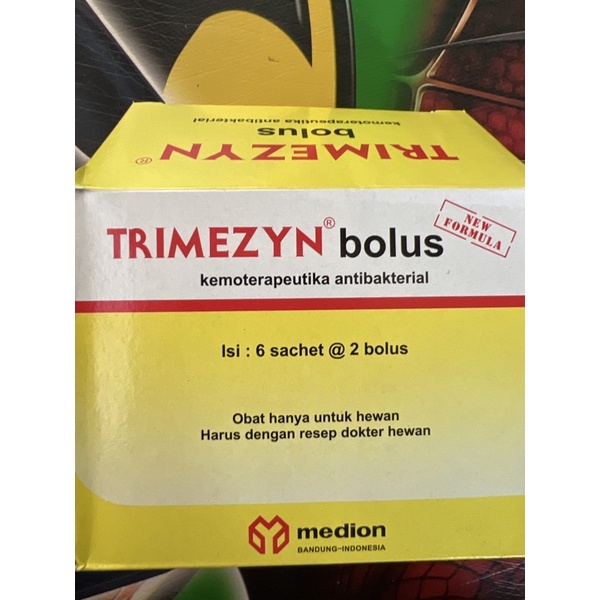 kemoterapeutika antibakterial
TRIMEZYN® bolus
TRIMEZYN® bolus
NEW FORMULA
kemoterapeutika antibakterial
Isi : 6 sachet @ 2 bolus
Obat hanya untuk hewan
Harus dengan resep dokter hewan
medion
BANDUNG-INDONESIA